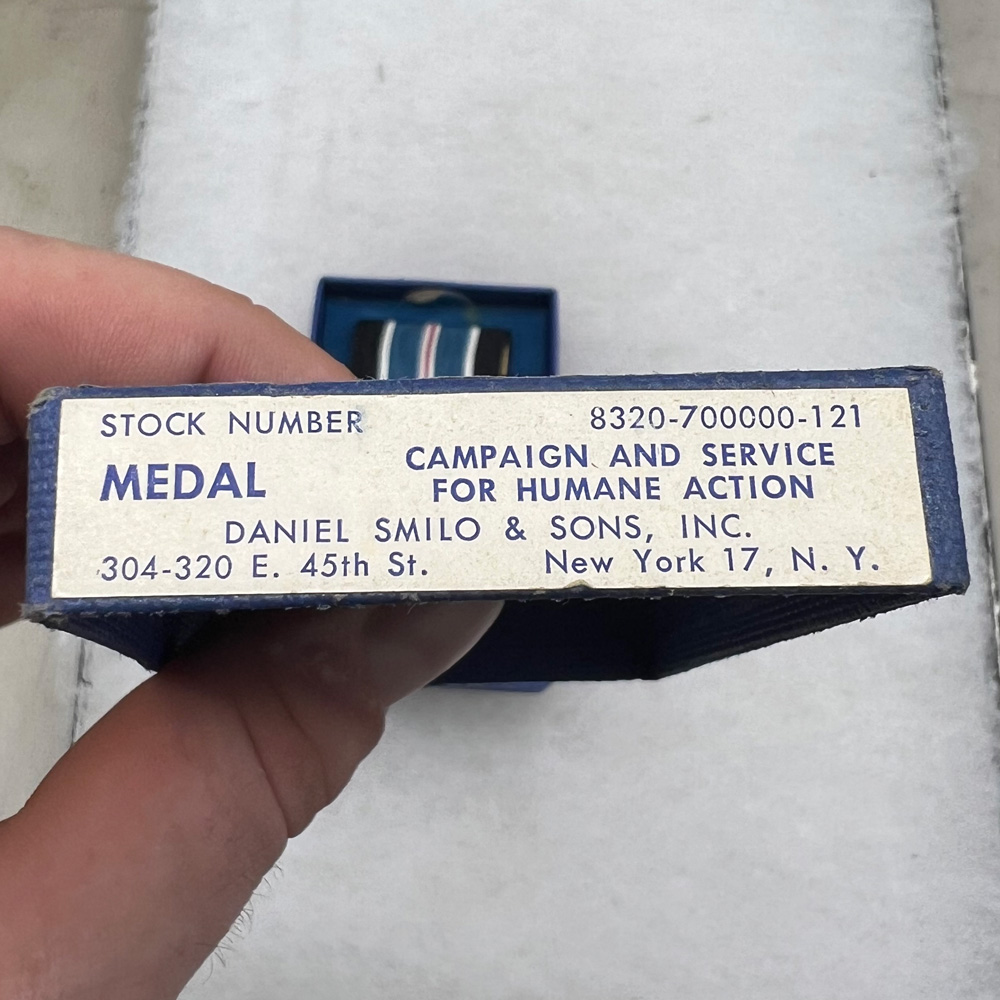 STOCK NUMBER 8320-700000-121
MEDAL CAMPAIGN AND SERVICE
FOR HUMANE ACTION
DANIEL SMILO & SONS, INC.
304-320 E. 45th St. New York 17, N. Y.